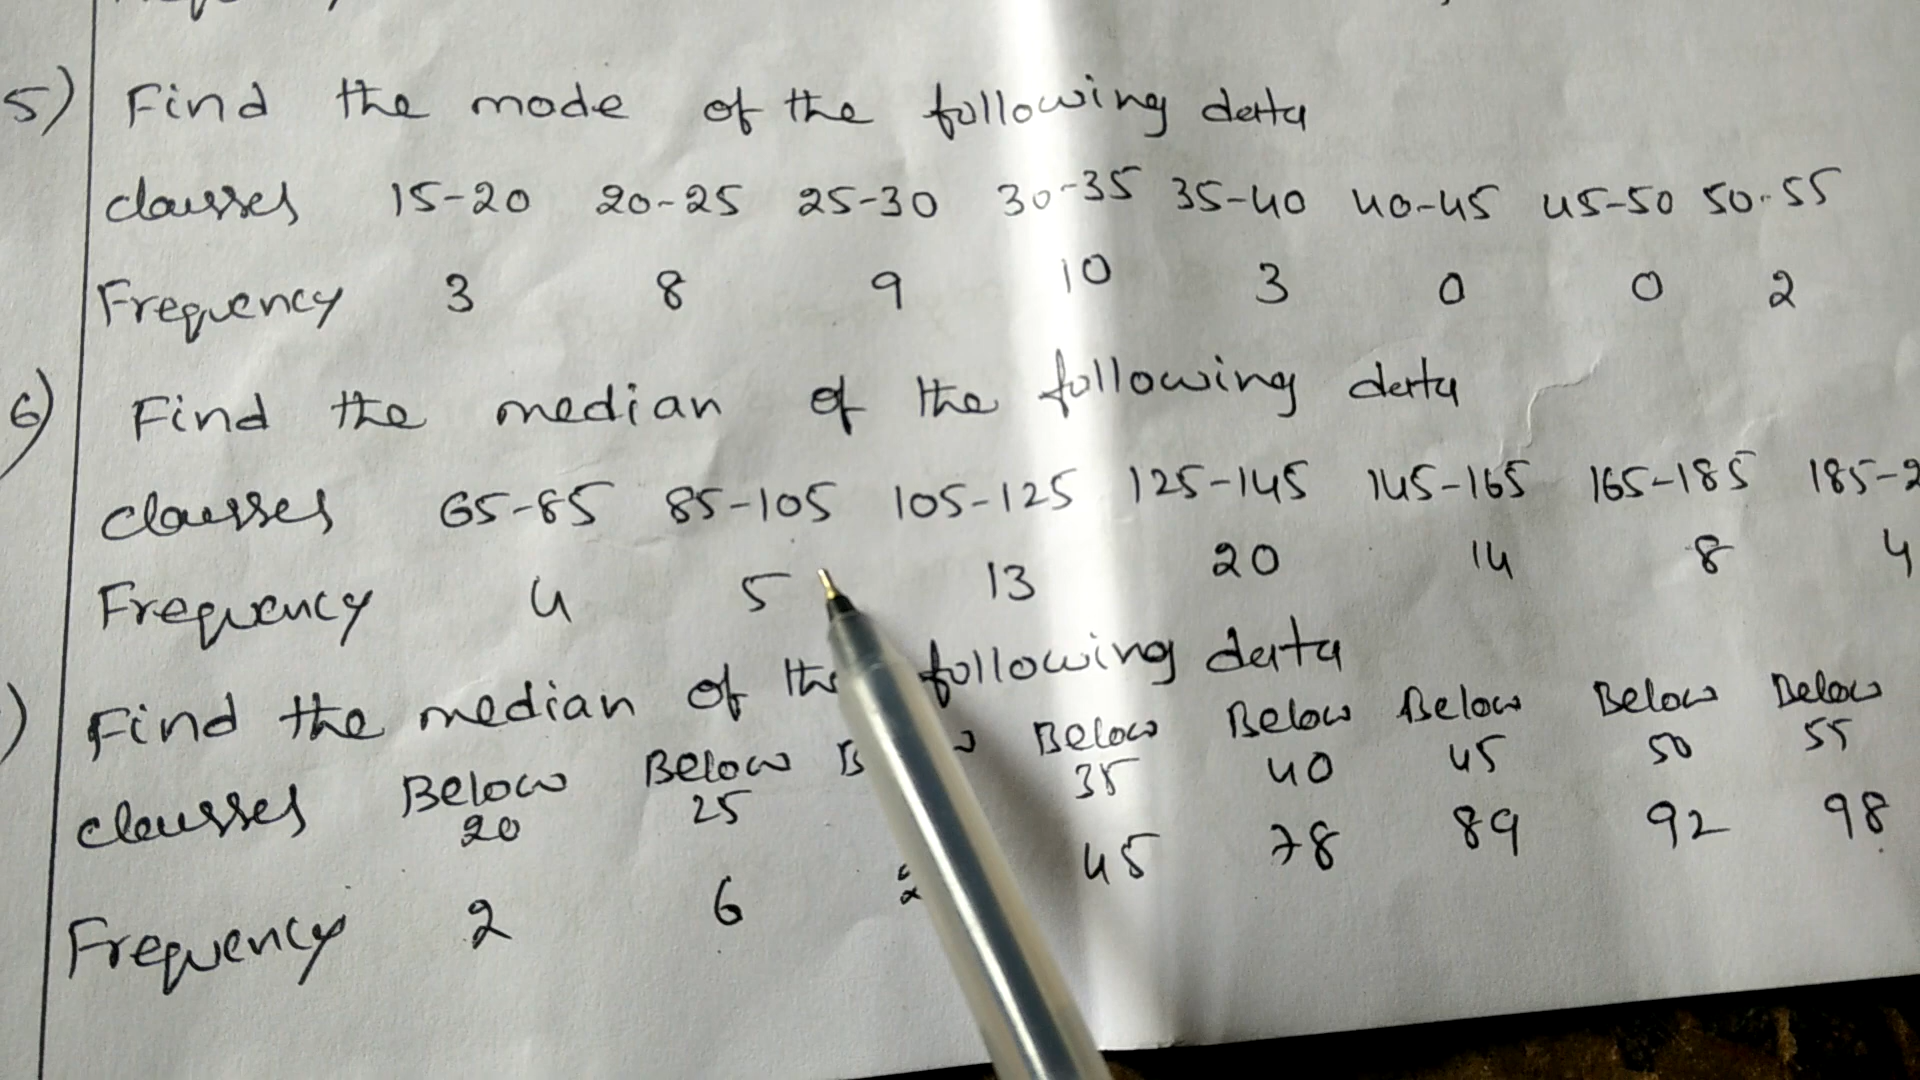 5) Find the mode of the following data
classes 15-20 20-25 25-30 30-35 35-40 40-45 45-50 50-55
Frequency 3 8 9 10 3 0 0 2
6) Find the median of the following data
classes 65-85 85-105 105-125 125-145 145-165 165-185 185-2
Frequency 4 5 13 20 14 8 4
) Find the median of the following data
classes Below 20 Below 25 Below 35 Below 40 Below 45 Below 50 Below 55
Frequency 2 6 45 78 89 92 98